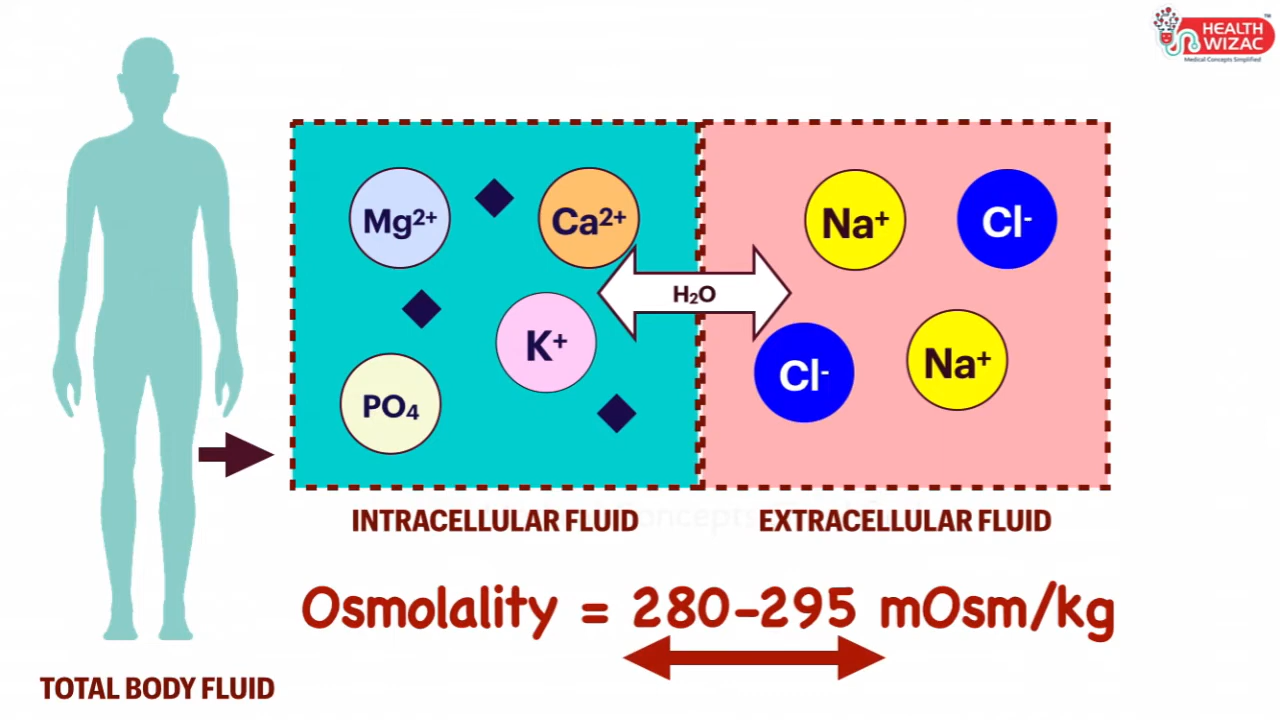 HEALTH
WIZAC
™
Medical Concepts Simplified
Mg²⁺
Ca²⁺
Na⁺
Cl⁻
H₂O
K⁺
Cl⁻
Na⁺
PO₄
INTRACELLULAR FLUID
EXTRACELLULAR FLUID
Osmolality = 280-295 mOsm/kg
TOTAL BODY FLUID